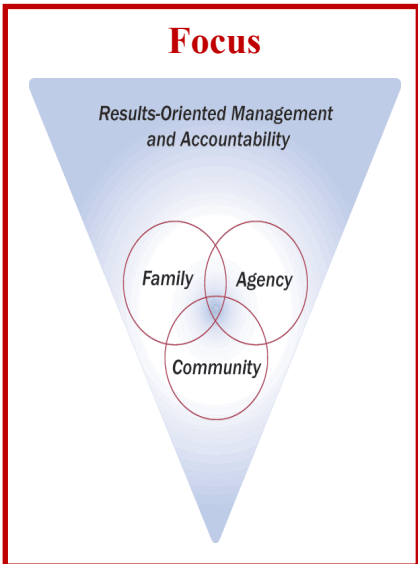 Focus
Results-Oriented Management
and Accountability
Family
Agency
Community